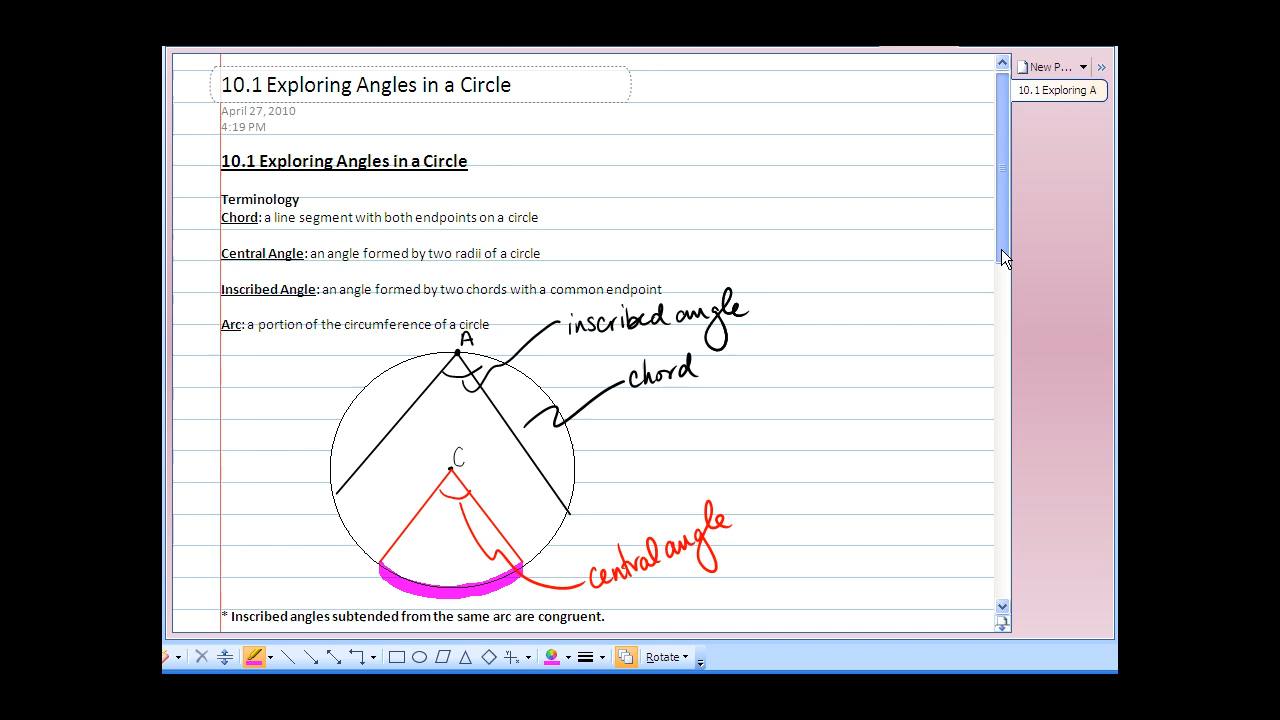 10.1 Exploring Angles in a Circle
April 27, 2010
4:19 PM
10.1 Exploring Angles in a Circle
Terminology
Chord: a line segment with both endpoints on a circle
Central Angle: an angle formed by two radii of a circle
Inscribed Angle: an angle formed by two chords with a common endpoint
Arc: a portion of the circumference of a circle
A
inscribed angle
chord
C
central angle
* Inscribed angles subtended from the same arc are congruent.
New P...
10.1 Exploring A
Rotate